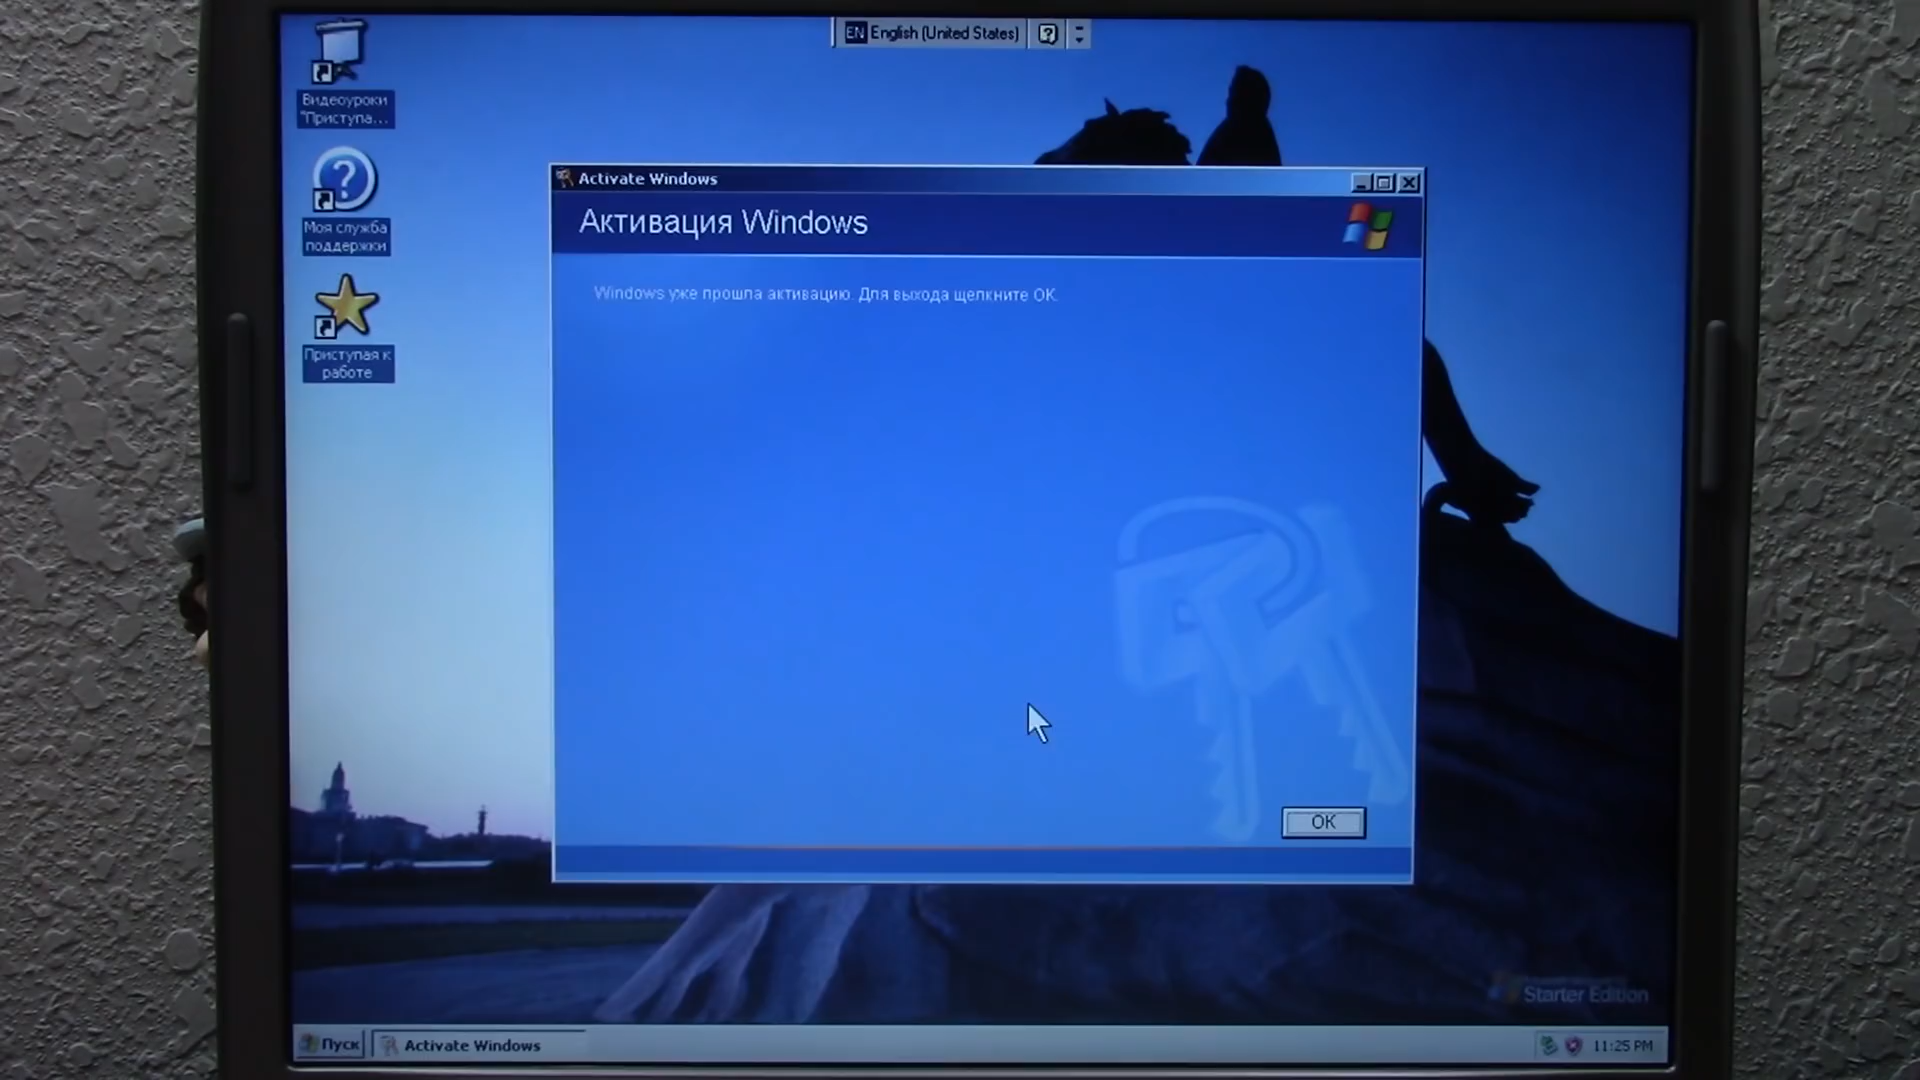 EN English (United States)
Видеоуроки
"Приступа...
Моя служба
поддержки
Приступая к
работе
Activate Windows
Активация Windows
Windows уже прошла активацию. Для выхода щелкните ОК.
OK
Starter Edition
Пуск
Activate Windows
11:25 PM